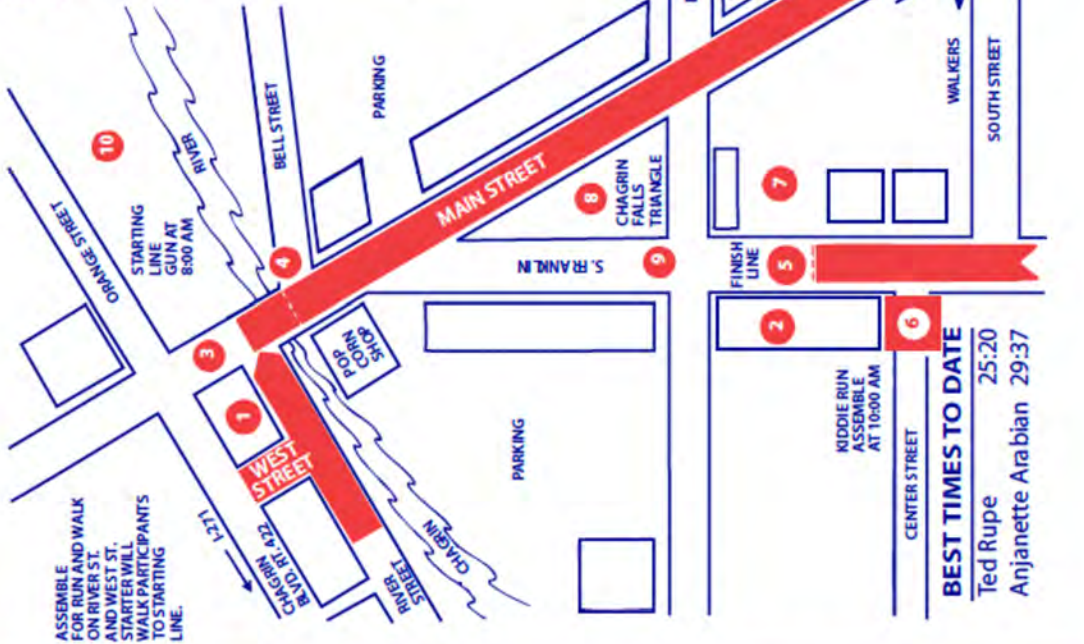 ASSEMBLE
FOR RUN AND WALK
ON RIVER ST.
AND WEST ST.
STARTER WILL
WALK PARTICIPANTS
TO STARTING
LINE.
ORANGE STREET
10
STARTING
LINE
GUN AT
8:00 AM
RIVER
I-271
3
1
CHAGRIN
BLVD. RT. 422
WEST
STREET
4
BELL STREET
POP
CORN
SHOP
PARKING
RIVER
STREET
CHAGRIN
MAIN STREET
PARKING
S. FRANKLIN
8
CHAGRIN
FALLS
TRIANGLE
9
FINISH
LINE
2
5
7
KIDDIE RUN
ASSEMBLE
AT 10:00 AM
6
CENTER STREET
WALKERS
SOUTH STREET
BEST TIMES TO DATE
Ted Rupe 25:20
Anjanette Arabian 29:37